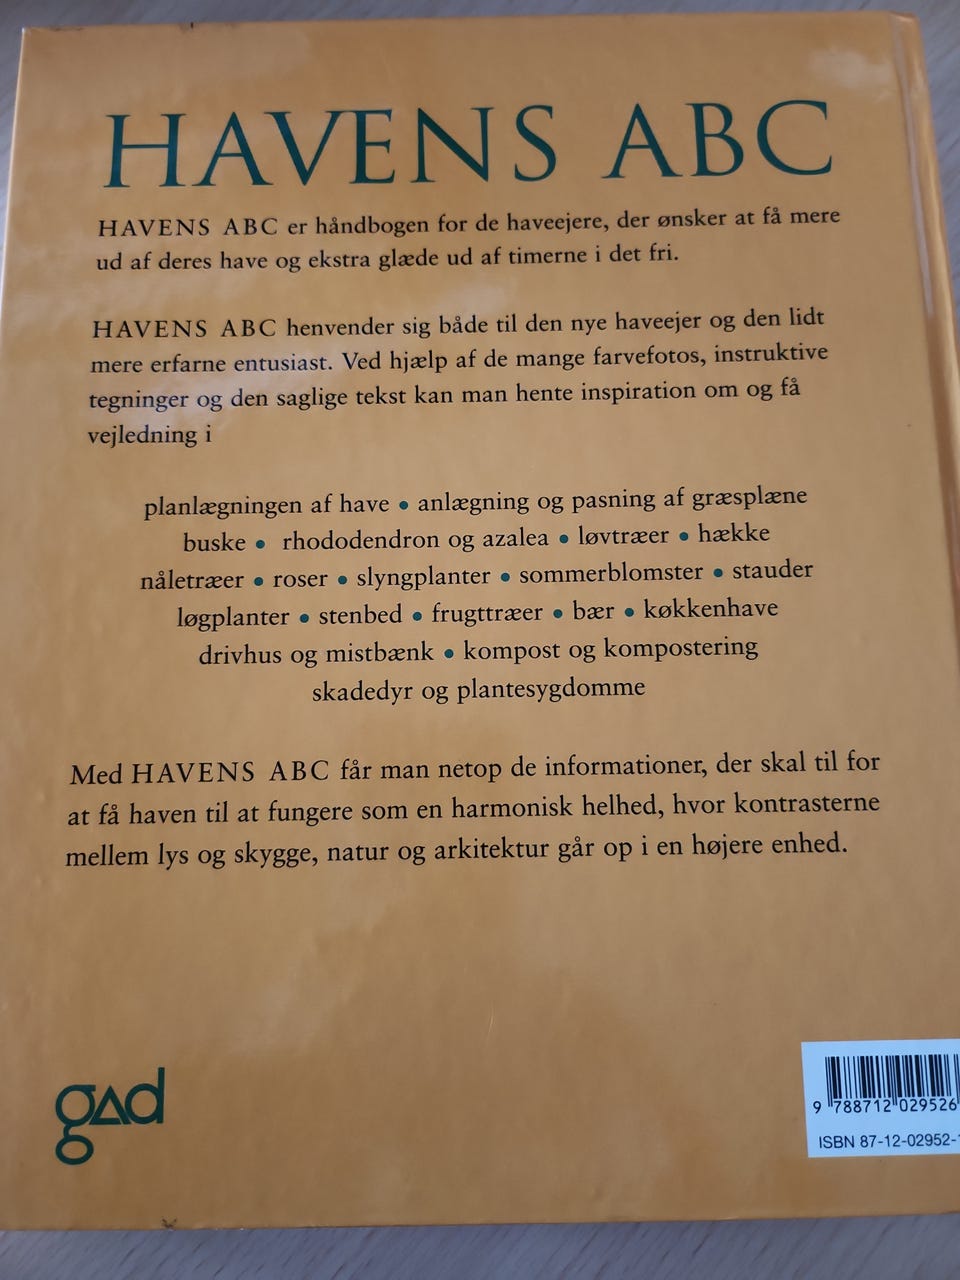 HAVENS ABC
HAVENS ABC er håndbogen for de haveejere, der ønsker at få mere
ud af deres have og ekstra glæde ud af timerne i det fri.
HAVENS ABC henvender sig både til den nye haveejer og den lidt
mere erfarne entusiast. Ved hjælp af de mange farvefotos, instruktive
tegninger og den saglige tekst kan man hente inspiration om og få
vejledning i
planlægningen af have • anlægning og pasning af græsplæne
buske • rhododendron og azalea • løvtræer • hække
nåletræer • roser • slyngplanter • sommerblomster • stauder
løgplanter • stenbed • frugttræer • bær • køkkenhave
drivhus og mistbænk • kompost og kompostering
skadedyr og plantesygdomme
Med HAVENS ABC får man netop de informationer, der skal til for
at få haven til at fungere som en harmonisk helhed, hvor kontrasterne
mellem lys og skygge, natur og arkitektur går op i en højere enhed.
gad
9 788712 029526
ISBN 87-12-02952-